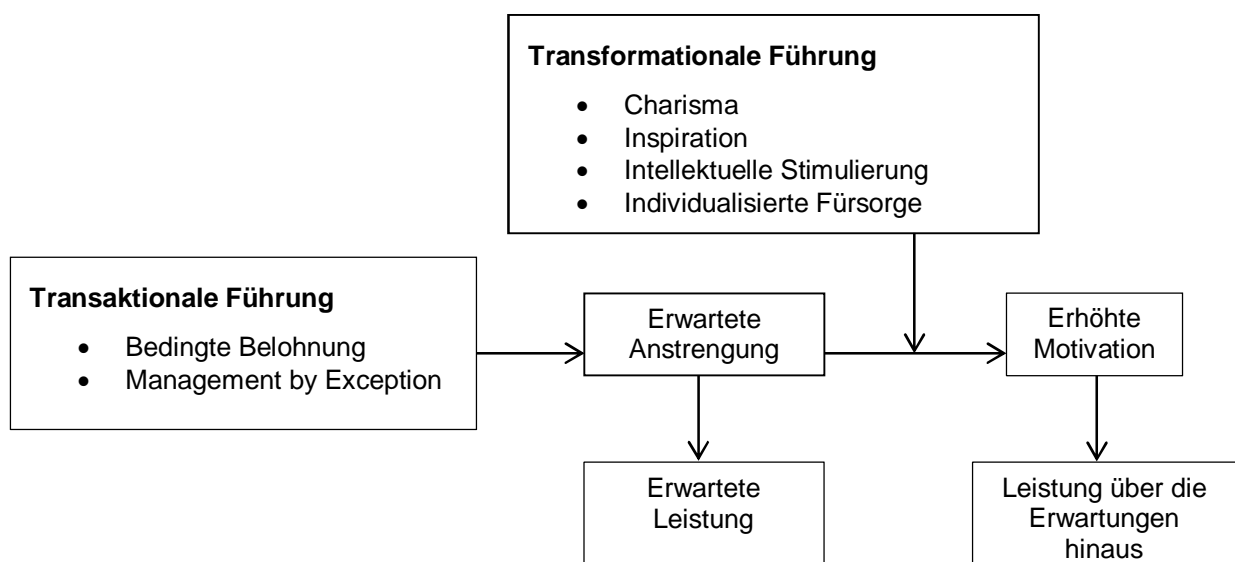 Transformationale Führung
• Charisma
• Inspiration
• Intellektuelle Stimulierung
• Individualisierte Fürsorge
Transaktionale Führung
• Bedingte Belohnung
• Management by Exception
Erwartete
Anstrengung
Erhöhte
Motivation
Erwartete
Leistung
Leistung über die
Erwartungen
hinaus